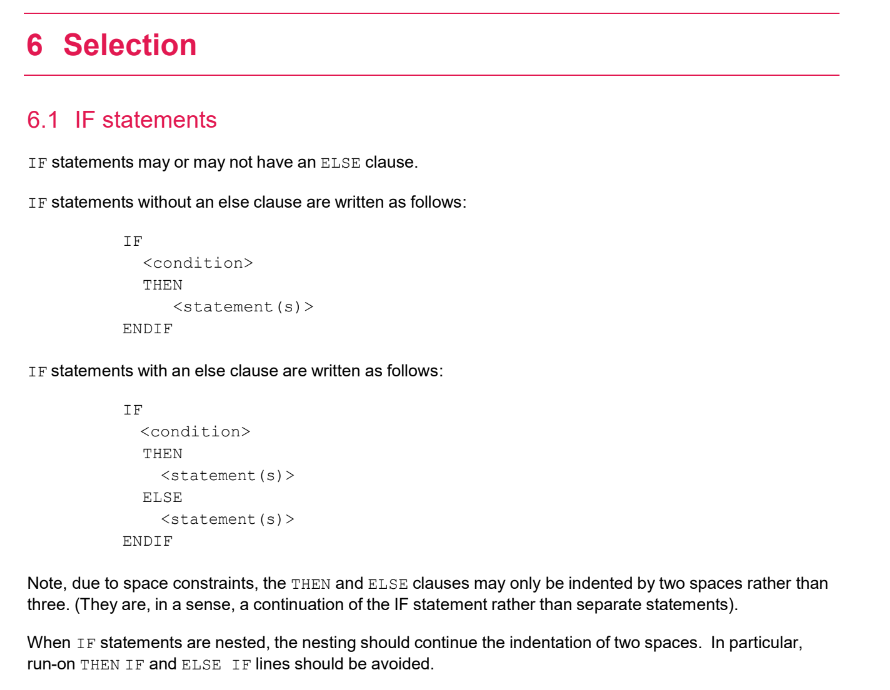 6 Selection
6.1 IF statements
IF statements may or may not have an ELSE clause.
IF statements without an else clause are written as follows:
IF
<condition>
THEN
<statement(s)>
ENDIF
IF statements with an else clause are written as follows:
IF
<condition>
THEN
<statement(s)>
ELSE
<statement(s)>
ENDIF
Note, due to space constraints, the THEN and ELSE clauses may only be indented by two spaces rather than
three. (They are, in a sense, a continuation of the IF statement rather than separate statements).
When IF statements are nested, the nesting should continue the indentation of two spaces. In particular,
run-on THEN IF and ELSE IF lines should be avoided.